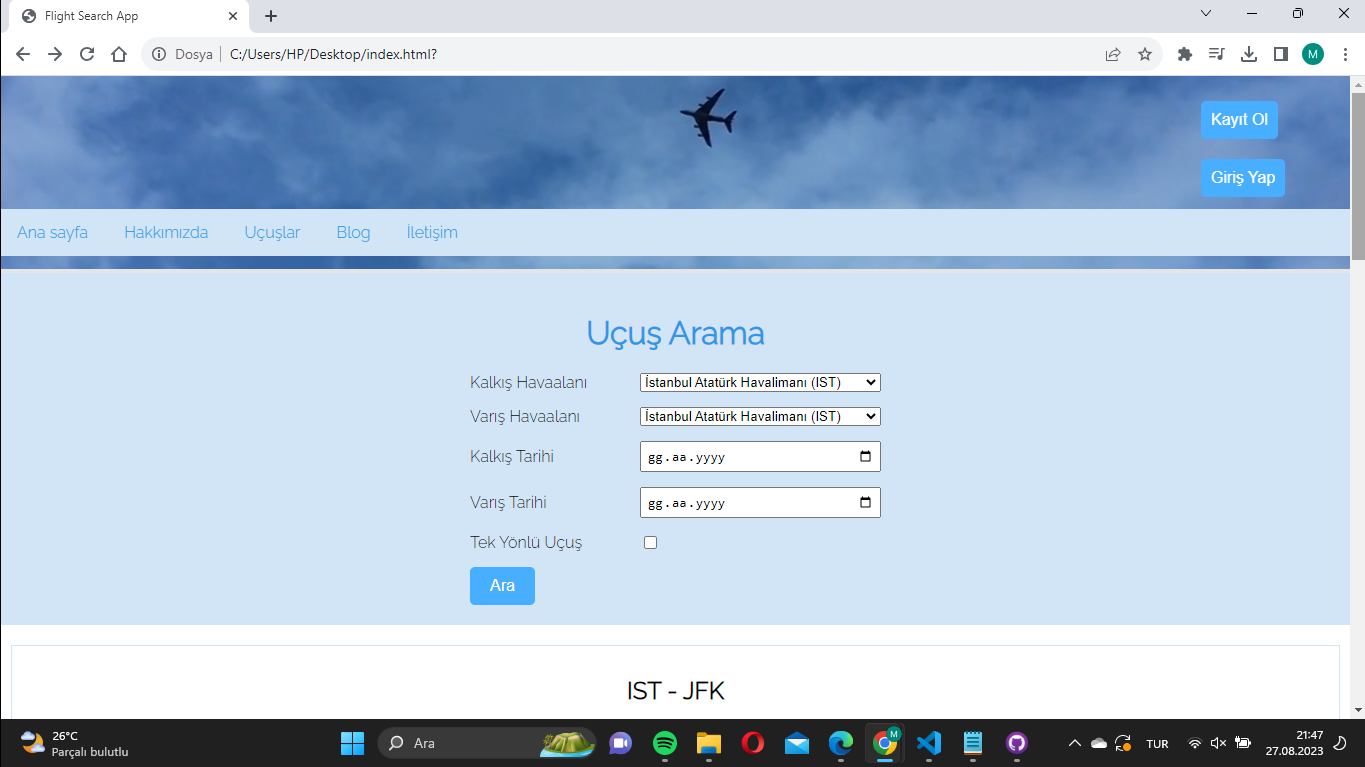 Flight Search App
Dosya C:/Users/HP/Desktop/index.html?
M
Kayıt Ol
Giriş Yap
Ana sayfa Hakkımızda Uçuşlar Blog İletişim
Uçuş Arama
Kalkış Havaalanı İstanbul Atatürk Havalimanı (IST)
Varış Havaalanı İstanbul Atatürk Havalimanı (IST)
Kalkış Tarihi gg.aa.yyyy
Varış Tarihi gg.aa.yyyy
Tek Yönlü Uçuş
Ara
IST - JFK
26°C
Parçalı bulutlu
Ara
M
TUR
21:47
27.08.2023